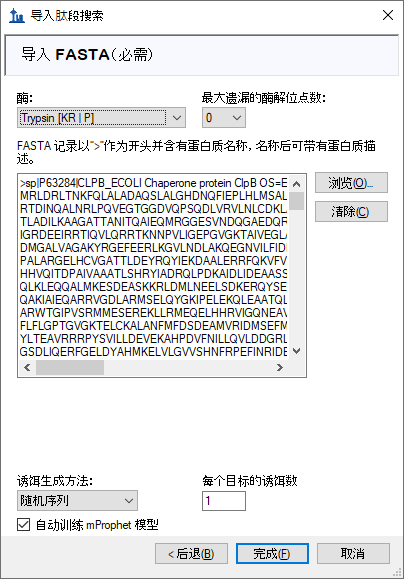 导入肽段搜索
导入 FASTA(必需)
酶:
最大遗漏的酶解位点数:
Trypsin [KR | P]
0
FASTA 记录以">"作为开头并含有蛋白质名称，名称后可带有蛋白质描
述。
>sp|P63284|CLPB_ECOLI Chaperone protein ClpB OS=E
MRLDRLTNKFQLALADAQSLALGHDNQFIEPLHLMSAL
RTDINQALNRLPQVEGTGGDVQPSQDLVRVLNLCDKL
TLADILKAAGATTANITQAIEQMRGGESVNDQGAEDQR
IGRDEEIRRTIQVLQRRTKNNPVLIGEPGVGKTAIVEGLA
DMGALVAGAKYRGEFEERLKGVLNDLAKQEGNVILFID
PALARGELHCVGATTLDEYRQYIEKDAALERRFQKVFV
HHVQITDPAIVAAATLSHRYIADRQLPDKAIDLIDEAASS
QLKLEQQALMKESDEASKKRLDMLNEELSDKERQYSE
QAKIAIEQARRVGDLARMSELQYGKIPELEKQLEAATQL
ARWTGIPVSRMMESEREKLLRMEQELHHRVIGQNEAV
FLFLGPTGVGKTELCKALANFMFDSDEAMVRIDMSEFM
YLTEAVRRRPYSVILLDEVEKAHPDVFNILLQVLDDGRL
GSDLIQERFGELDYAHMKELVLGVVSHNFRPEFINRIDE
浏览(O)...
清除(C)
诱饵生成方法:
每个目标的诱饵数
随机序列
1
自动训练 mProphet 模型
< 后退(B)
完成(F)
取消